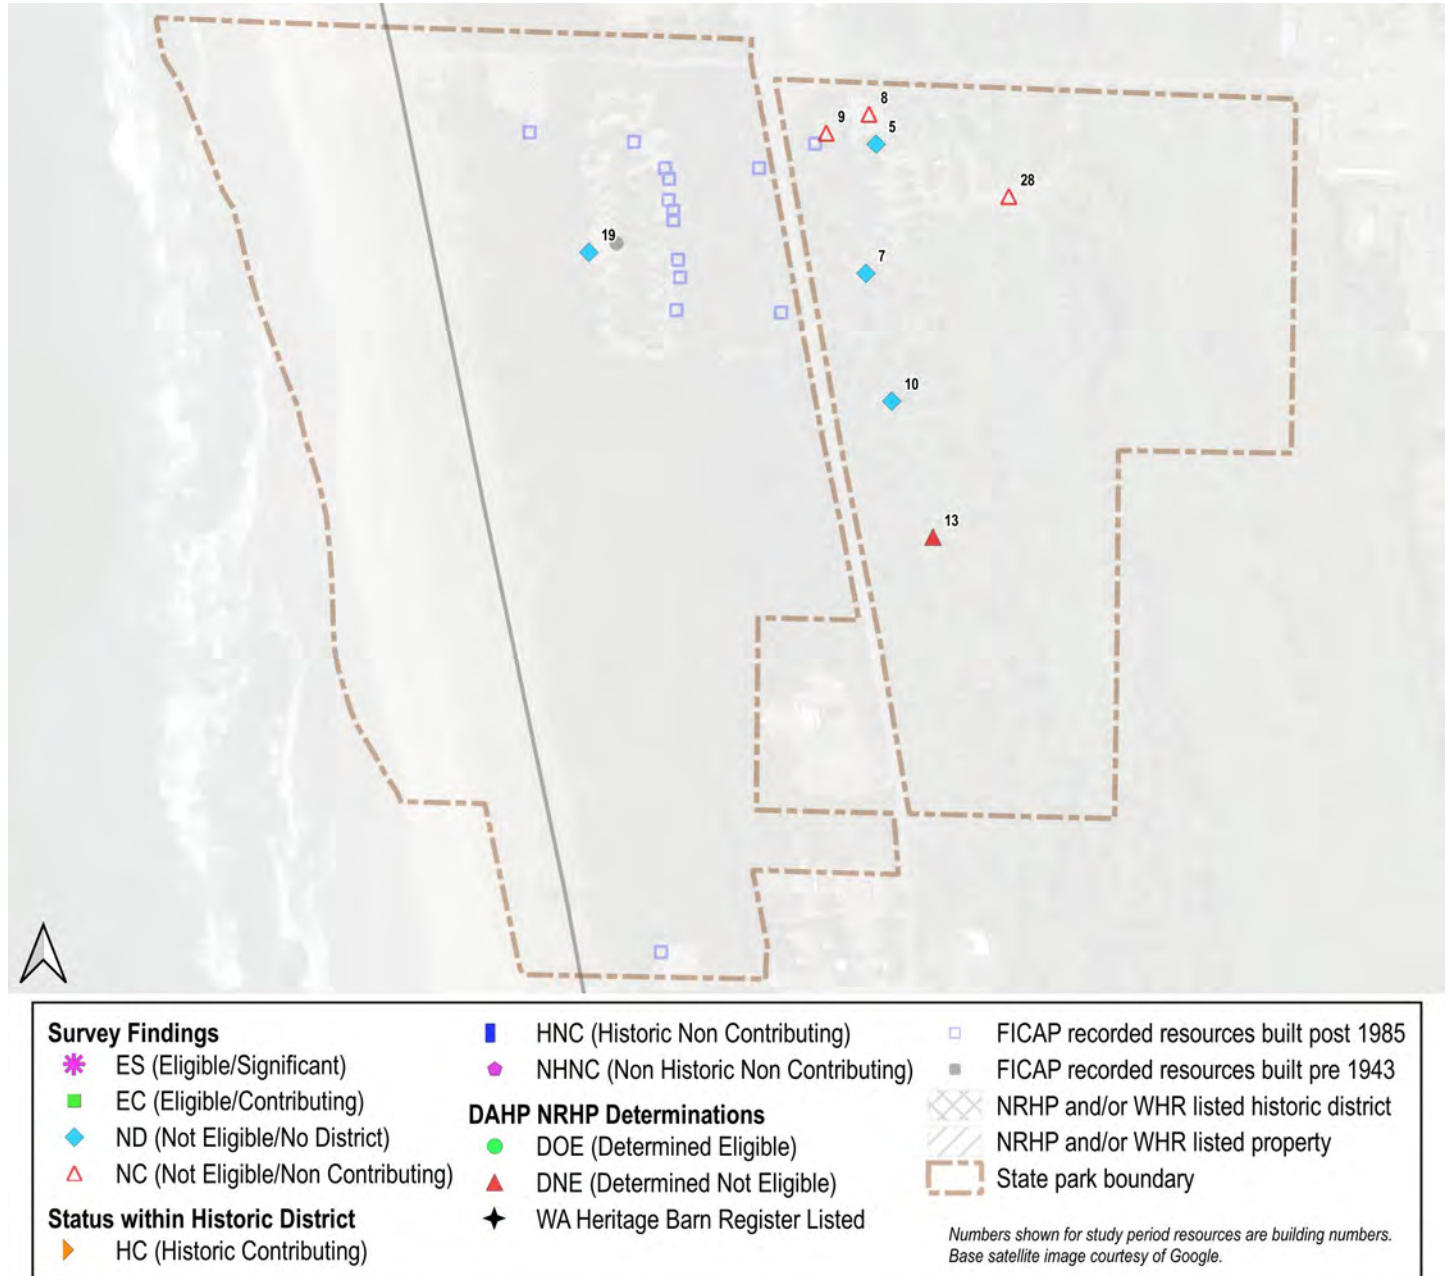 8
9
5
28
19
7
10
13
Survey Findings
ES (Eligible/Significant)
EC (Eligible/Contributing)
ND (Not Eligible/No District)
NC (Not Eligible/Non Contributing)
Status within Historic District
HC (Historic Contributing)
HNC (Historic Non Contributing)
NHNC (Non Historic Non Contributing)
DAHP NRHP Determinations
DOE (Determined Eligible)
DNE (Determined Not Eligible)
WA Heritage Barn Register Listed
FICAP recorded resources built post 1985
FICAP recorded resources built pre 1943
NRHP and/or WHR listed historic district
NRHP and/or WHR listed property
State park boundary
Numbers shown for study period resources are building numbers.
Base satellite image courtesy of Google.